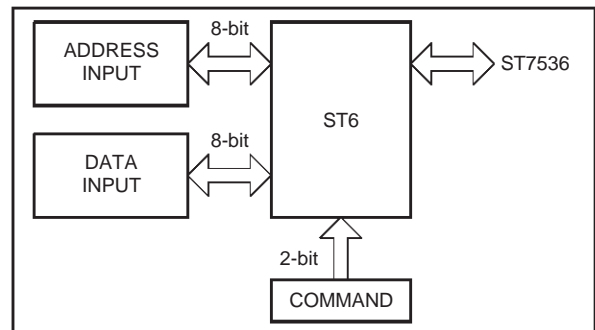 8-bit
ADDRESS
INPUT
ST6
ST7536
8-bit
DATA
INPUT
2-bit
COMMAND